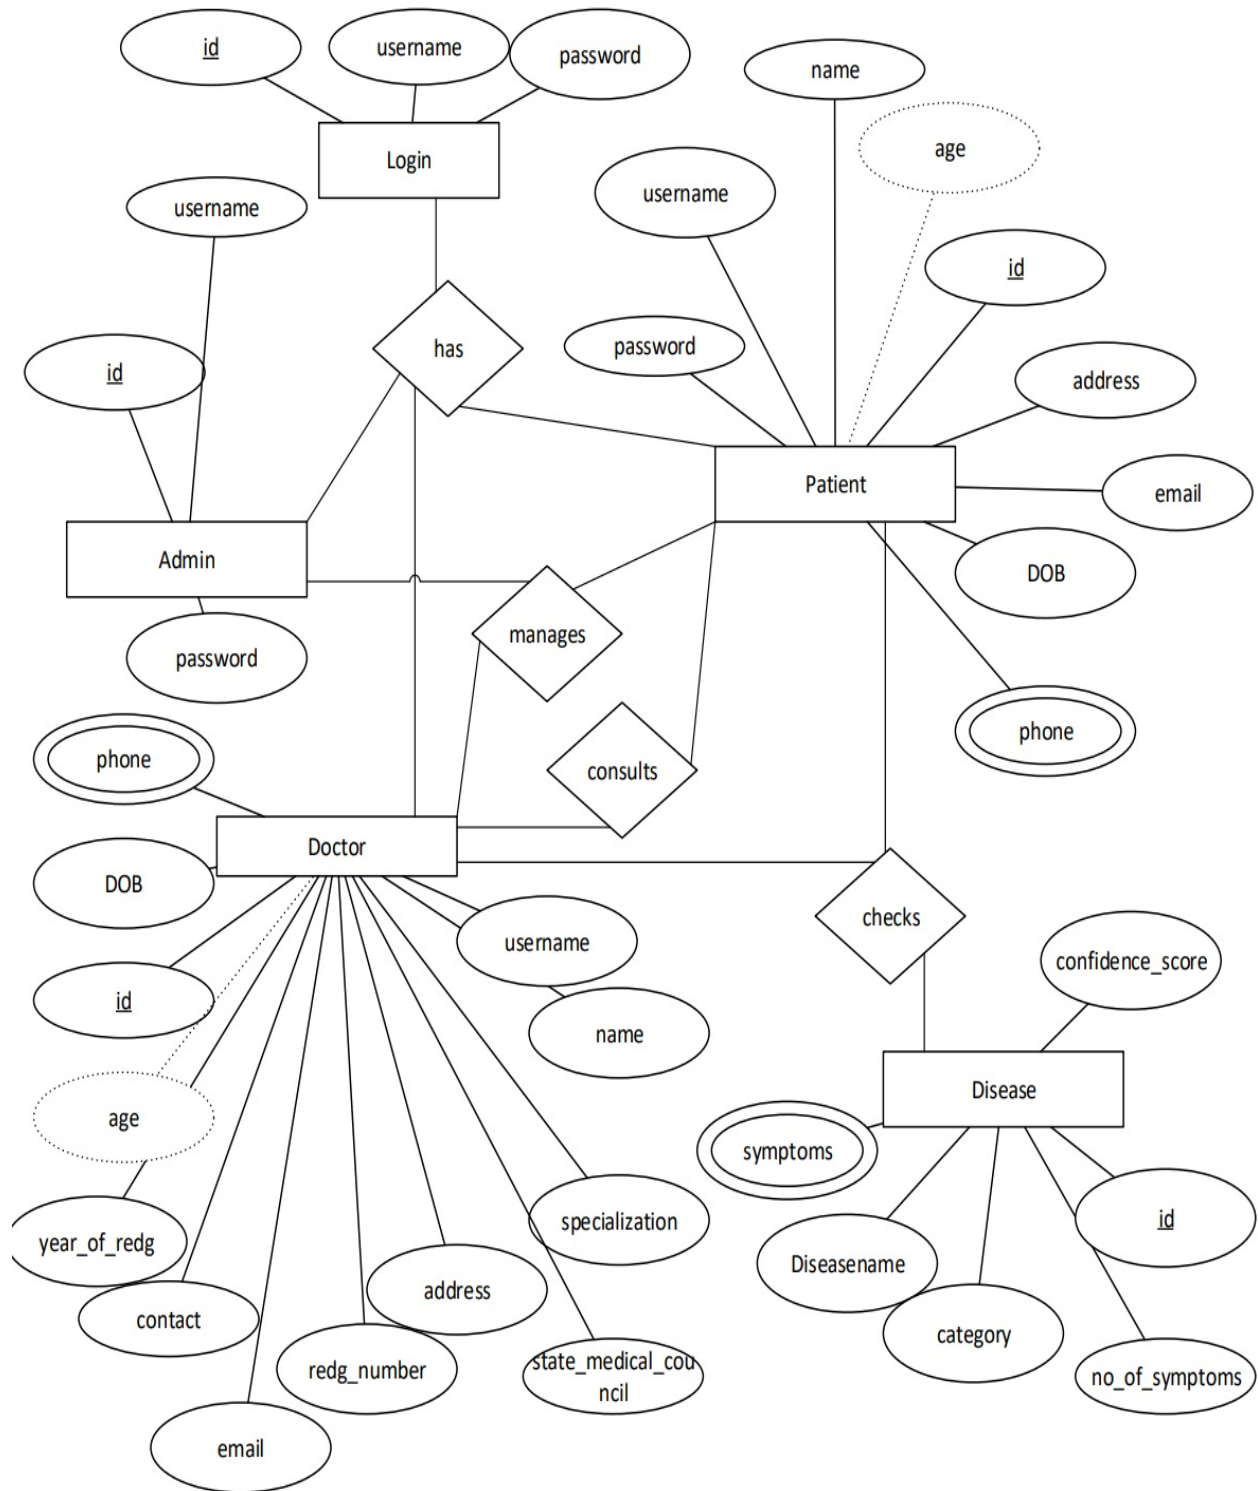 id
username
password
name
Login
age
username
username
id
password
has
id
address
Patient
email
Admin
DOB
manages
password
phone
phone
consults
Doctor
DOB
checks
username
confidence_score
id
name
Disease
age
symptoms
specialization
id
year_of_redg
Diseasename
address
contact
category
redg_number
state_medical_cou
ncil
no_of_symptoms
email